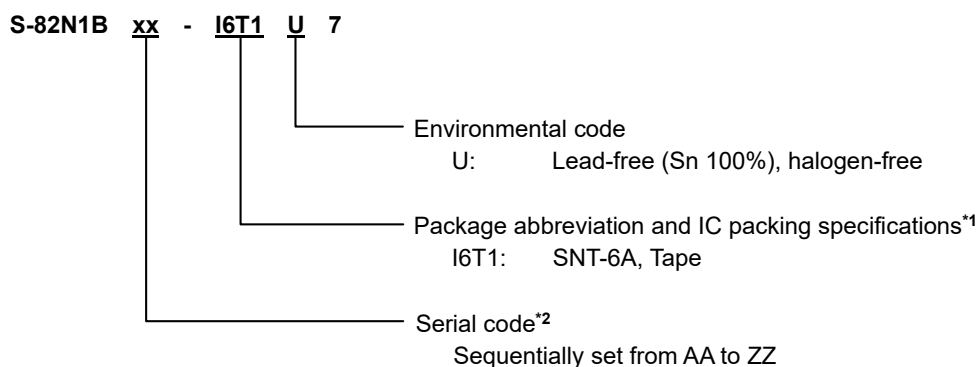 S-82N1B xx - I6T1 U 7
Environmental code
U: Lead-free (Sn 100%), halogen-free
Package abbreviation and IC packing specifications*1
I6T1: SNT-6A, Tape
Serial code*2
Sequentially set from AA to ZZ